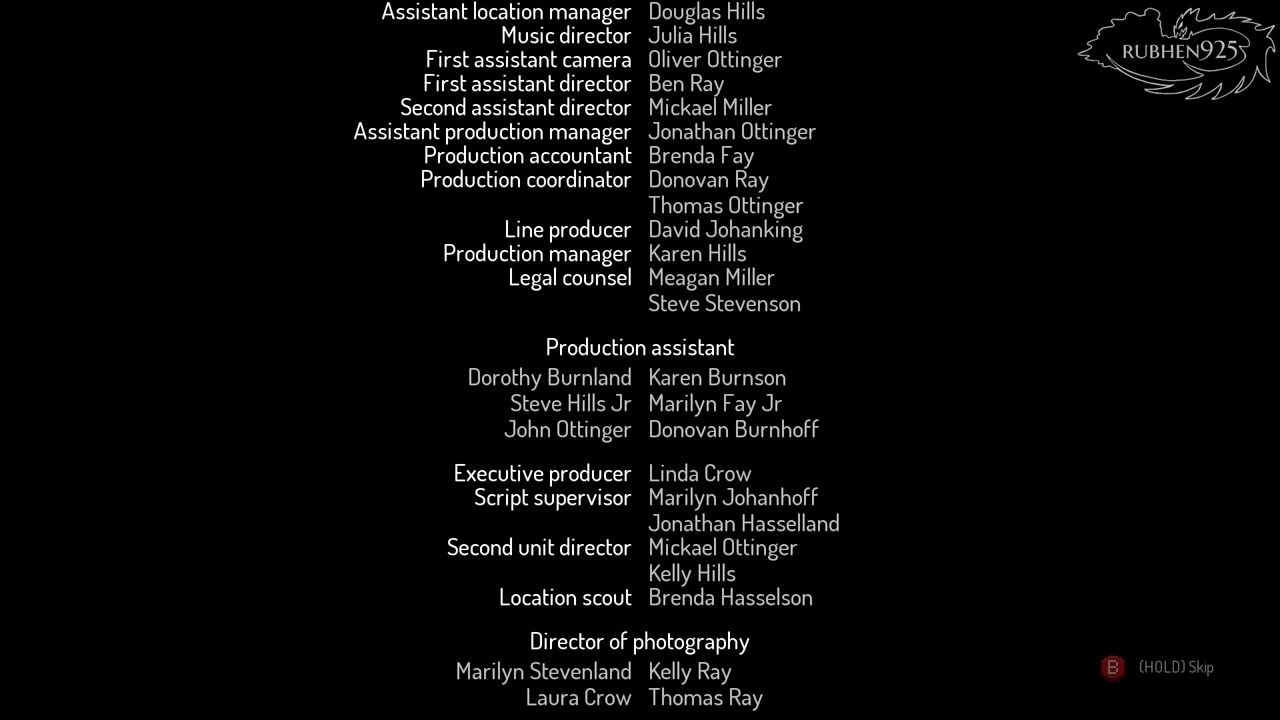 Assistant location manager Douglas Hills
Music director Julia Hills
First assistant camera Oliver Ottinger
First assistant director Ben Ray
Second assistant director Mickael Miller
Assistant production manager Jonathan Ottinger
Production accountant Brenda Fay
Production coordinator Donovan Ray
Thomas Ottinger
Line producer David Johanking
Production manager Karen Hills
Legal counsel Meagan Miller
Steve Stevenson
Production assistant
Dorothy Burnland Karen Burnson
Steve Hills Jr Marilyn Fay Jr
John Ottinger Donovan Burnhoff
Executive producer Linda Crow
Script supervisor Marilyn Johanhoff
Jonathan Hasselland
Second unit director Mickael Ottinger
Kelly Hills
Location scout Brenda Hasselson
Director of photography
Marilyn Stevenland Kelly Ray
Laura Crow Thomas Ray
RUBHEN925
B (HOLD) Skip